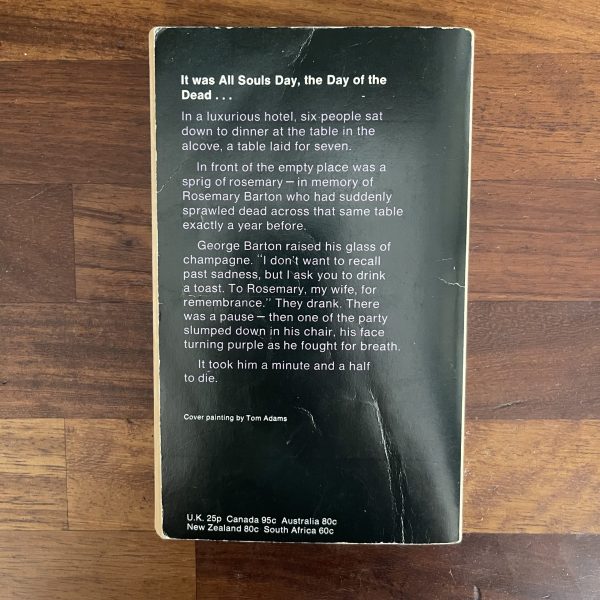 It was All Souls Day, the Day of the
Dead . . .
In a luxurious hotel, six people sat
down to dinner at the table in the
alcove, a table laid for seven.
In front of the empty place was a
sprig of rosemary – in memory of
Rosemary Barton who had suddenly
sprawled dead across that same table
exactly a year before.
George Barton raised his glass of
champagne. “I don't want to recall
past sadness, but I ask you to drink
a toast. To Rosemary, my wife, for
remembrance.” They drank. There
was a pause – then one of the party
slumped down in his chair, his face
turning purple as he fought for breath.
It took him a minute and a half
to die.
Cover painting by Tom Adams
U.K. 25p Canada 95c Australia 80c
New Zealand 80c South Africa 60c